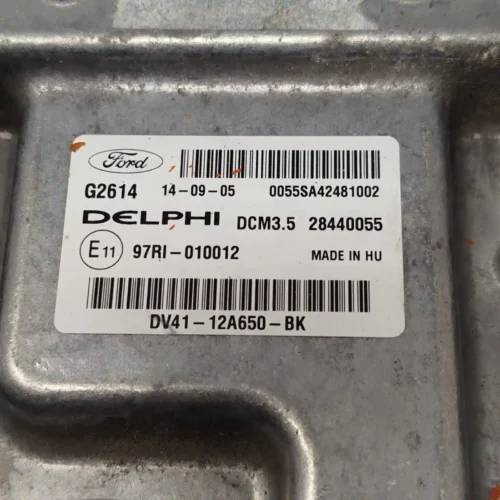 Ford
G2614 14-09-05 0055SA42481002
DELPHI DCM3.5 28440055
E11 97RI-010012 MADE IN HU
DV41-12A650-BK